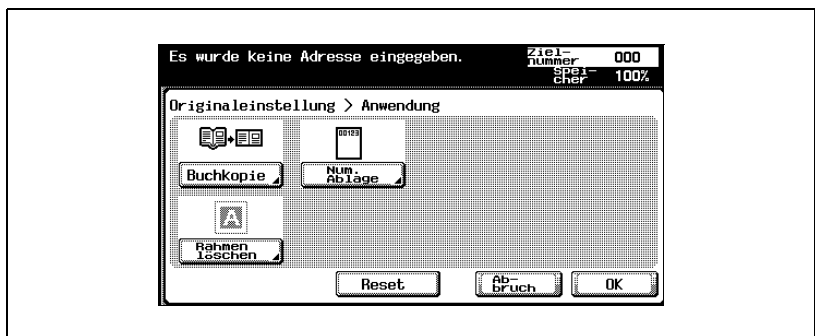 Es wurde keine Adresse eingegeben.
Ziel-
nummer 000
Spei-
cher 100%
Originaleinstellung > Anwendung
00123
Buchkopie
Num.
Ablage
A
Rahmen
löschen
Reset
Ab-
bruch
OK